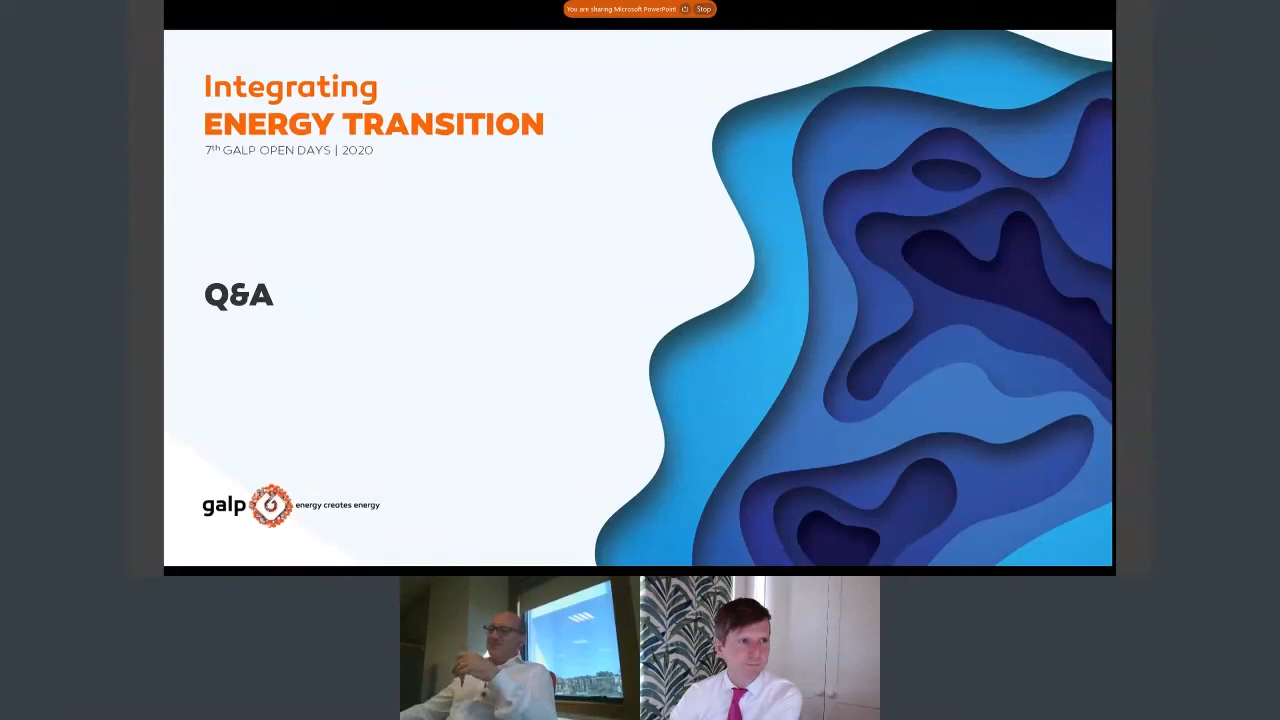 You are sharing Microsoft PowerPoint Stop
Integrating
ENERGY TRANSITION
7th GALP OPEN DAYS | 2020
Q&A
galp energy creates energy